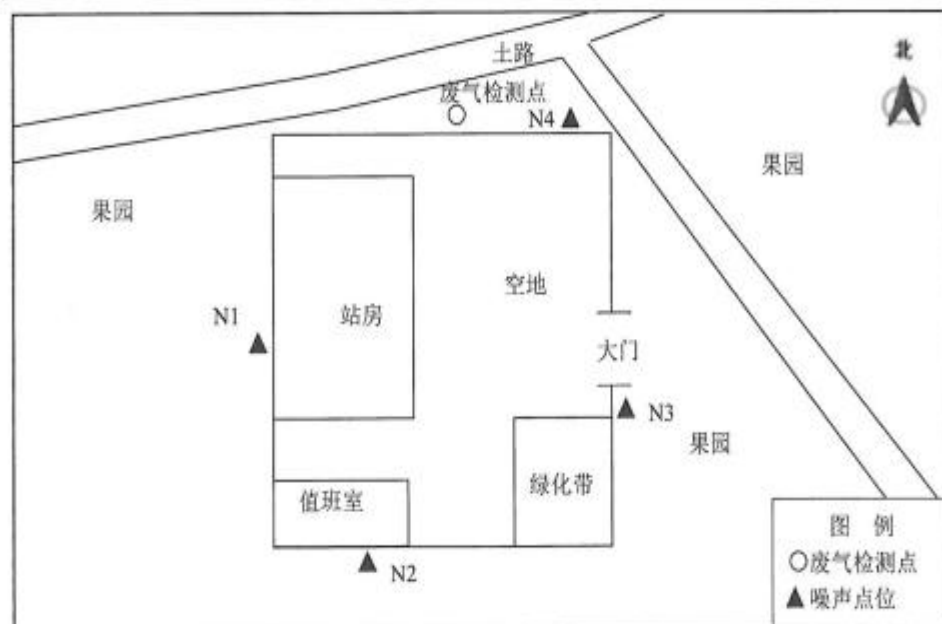 北
土路
废气检测点
N4
果园
果园
空地
N1
站房
大门
N3
果园
值班室
绿化带
N2
图 例
废气检测点
噪声点位